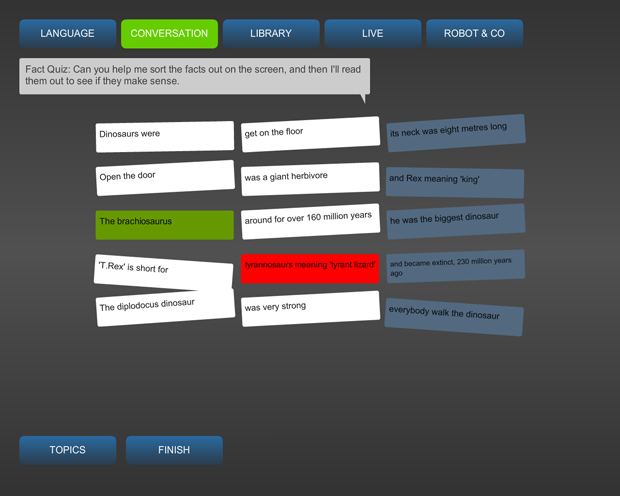 LANGUAGE CONVERSATION LIBRARY LIVE ROBOT & CO
Fact Quiz: Can you help me sort the facts out on the screen, and then I'll read
them out to see if they make sense.
Dinosaurs were
get on the floor
its neck was eight metres long
Open the door
was a giant herbivore
and Rex meaning 'king'
The brachiosaurus
around for over 160 million years
he was the biggest dinosaur
'T.Rex' is short for
tyrannosaurs meaning 'tyrant lizard'
and became extinct, 230 million years
ago
The diplodocus dinosaur
was very strong
everybody walk the dinosaur
TOPICS FINISH